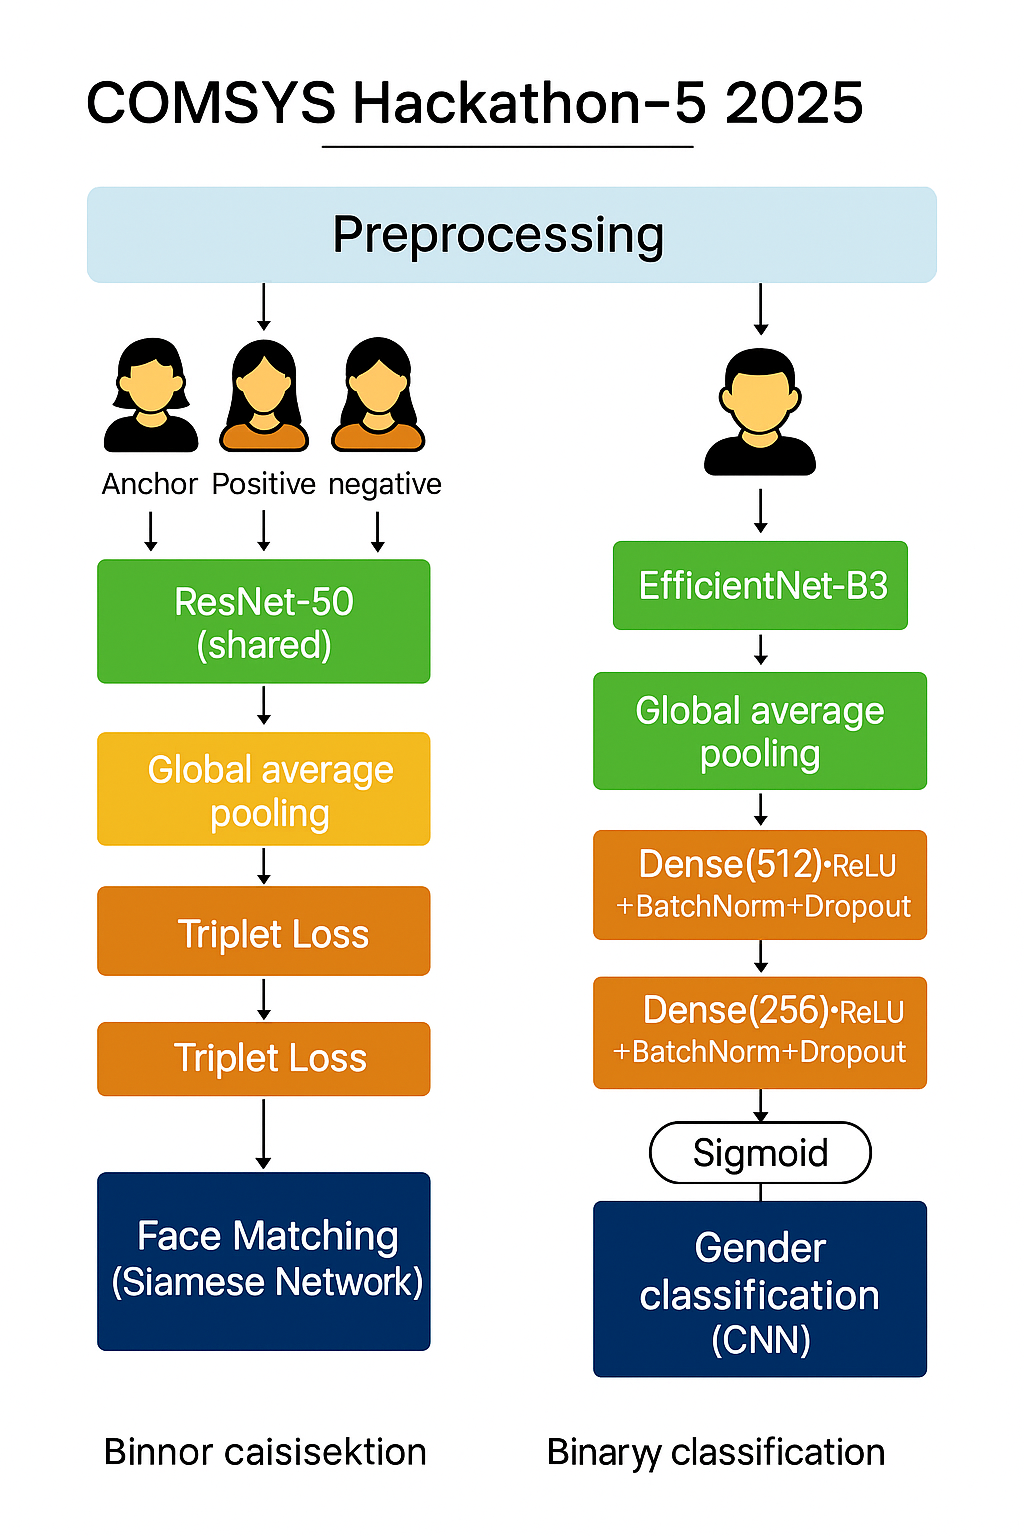 COMSYS Hackathon-5 2025
Preprocessing
Anchor Positive negative
ResNet-50
(shared)
Global average
pooling
Triplet Loss
Triplet Loss
Face Matching
(Siamese Network)
Binnor caisisektion
EfficientNet-B3
Global average
pooling
Dense(512)•ReLU
+BatchNorm+Dropout
Dense(256)•ReLU
+BatchNorm+Dropout
Sigmoid
Gender
classification
(CNN)
Binaryy classification